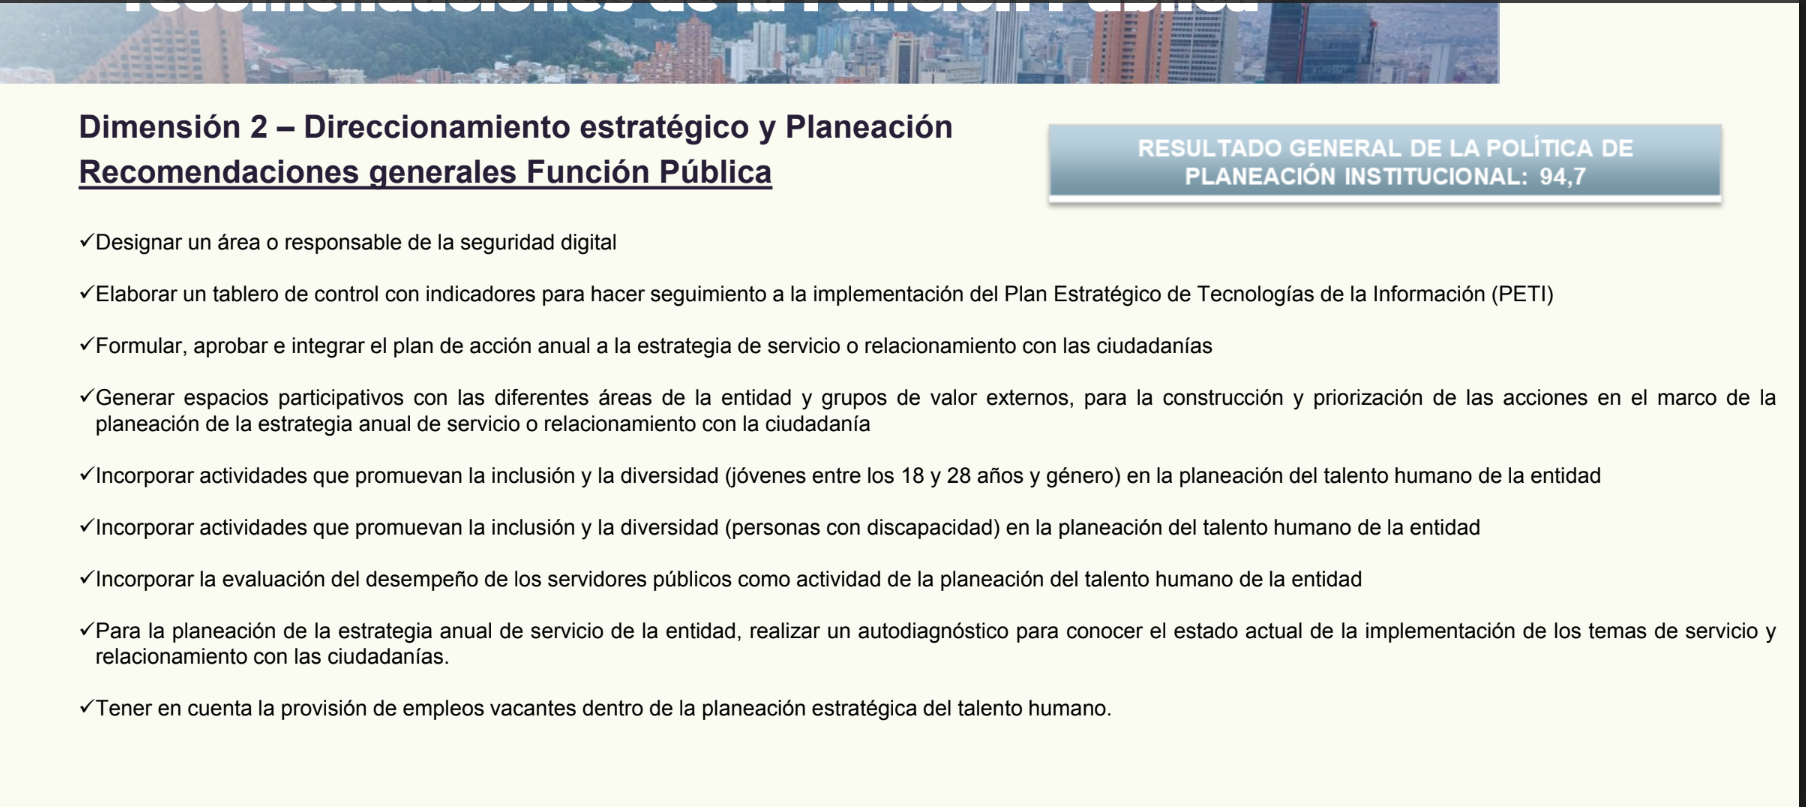 recomendaciones de la Función Pública
Dimensión 2 – Direccionamiento estratégico y Planeación
Recomendaciones generales Función Pública
RESULTADO GENERAL DE LA POLÍTICA DE
PLANEACIÓN INSTITUCIONAL: 94,7
✓Designar un área o responsable de la seguridad digital
✓Elaborar un tablero de control con indicadores para hacer seguimiento a la implementación del Plan Estratégico de Tecnologías de la Información (PETI)
✓Formular, aprobar e integrar el plan de acción anual a la estrategia de servicio o relacionamiento con las ciudadanías
✓Generar espacios participativos con las diferentes áreas de la entidad y grupos de valor externos, para la construcción y priorización de las acciones en el marco de la
planeación de la estrategia anual de servicio o relacionamiento con la ciudadanía
✓Incorporar actividades que promuevan la inclusión y la diversidad (jóvenes entre los 18 y 28 años y género) en la planeación del talento humano de la entidad
✓Incorporar actividades que promuevan la inclusión y la diversidad (personas con discapacidad) en la planeación del talento humano de la entidad
✓Incorporar la evaluación del desempeño de los servidores públicos como actividad de la planeación del talento humano de la entidad
✓Para la planeación de la estrategia anual de servicio de la entidad, realizar un autodiagnóstico para conocer el estado actual de la implementación de los temas de servicio y
relacionamiento con las ciudadanías.
✓Tener en cuenta la provisión de empleos vacantes dentro de la planeación estratégica del talento humano.